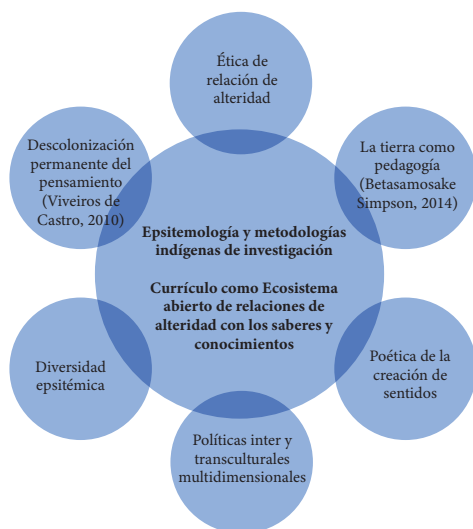 Ética de
relación de
alteridad
Descolonización
permanente del
pensamiento
(Viveiros de
Castro, 2010)
La tierra como
pedagogía
(Betasamosake
Simpson, 2014)
Epsitemología y metodologías
indígenas de investigación
Currículo como Ecosistema
abierto de relaciones de
alteridad con los saberes y
conocimientos
Diversidad
epsitémica
Poética de la
creación de
sentidos
Políticas inter y
transculturales
multidimensionales